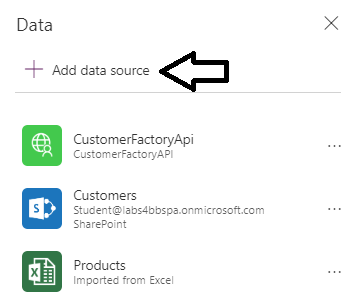 Data
Add data source
CustomerFactoryApi
CustomerFactoryAPI
Customers
Student@labs4bbspa.onmicrosoft.com
SharePoint
Products
Imported from Excel